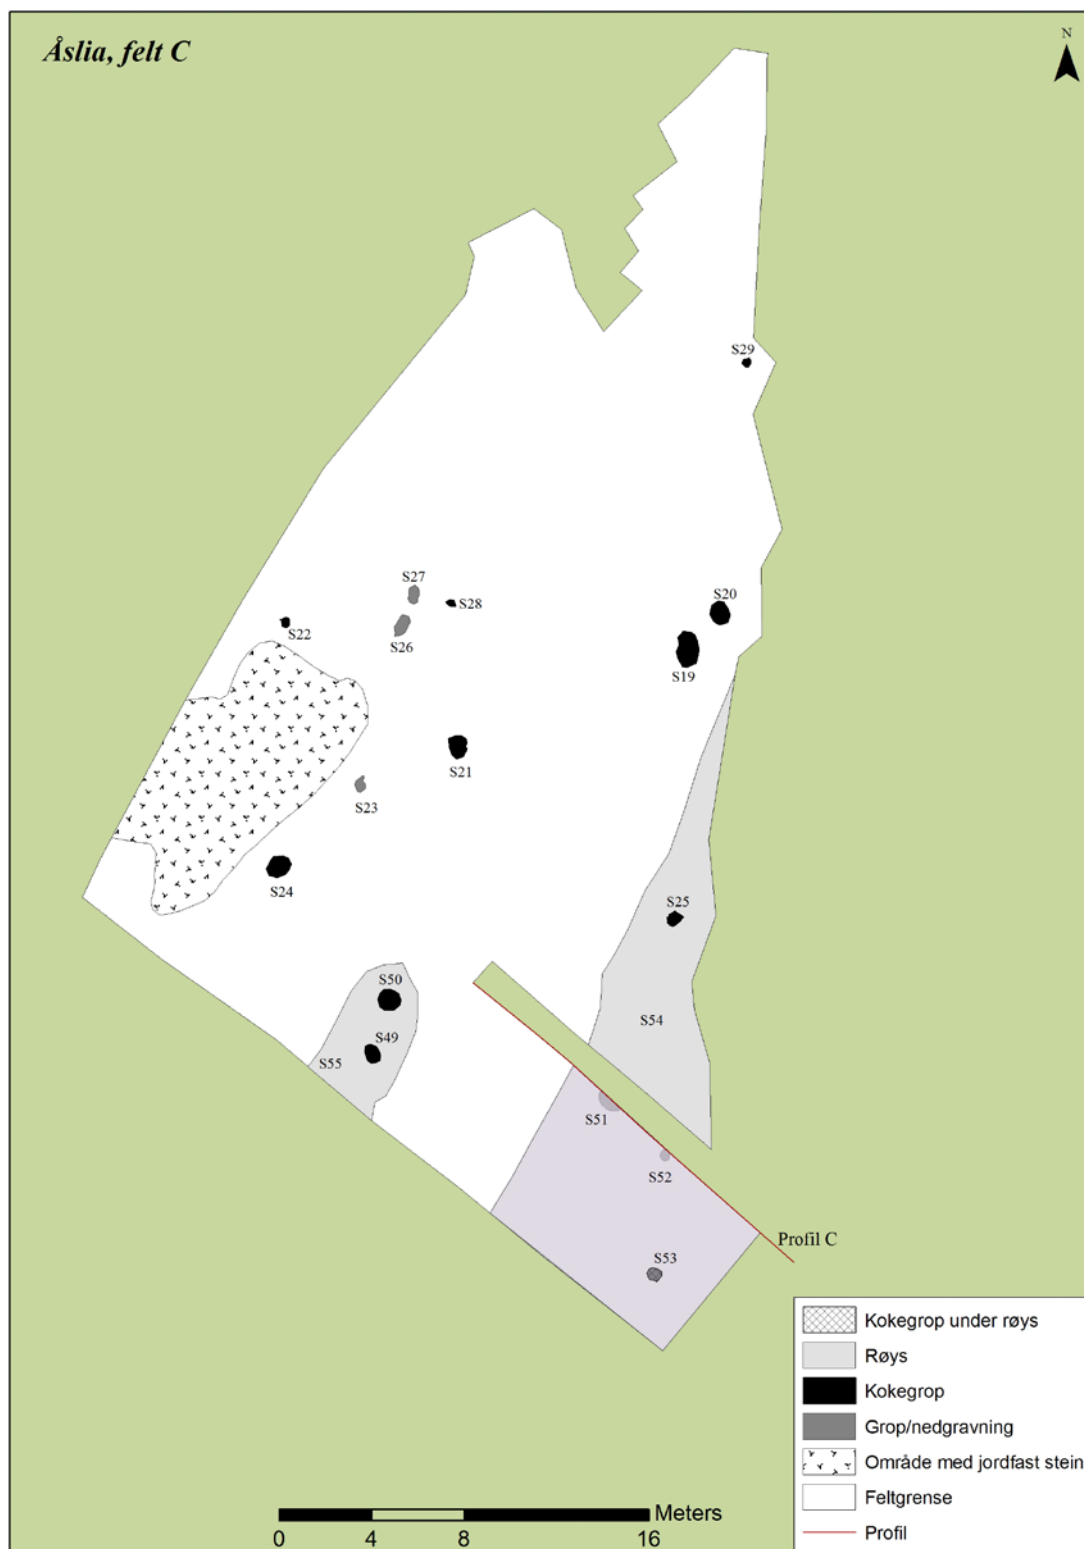 Åslia, felt C
N
S29
S27
S28
S20
S22
S26
S19
S21
S23
S24
S25
S50
S54
S49
S55
S51
S52
Profil C
S53
Kokegrop under røys
Røys
Kokegrop
Grop/nedgravning
Område med jordfast stein
Feltgrense
Profil
Meters
0 4 8 16